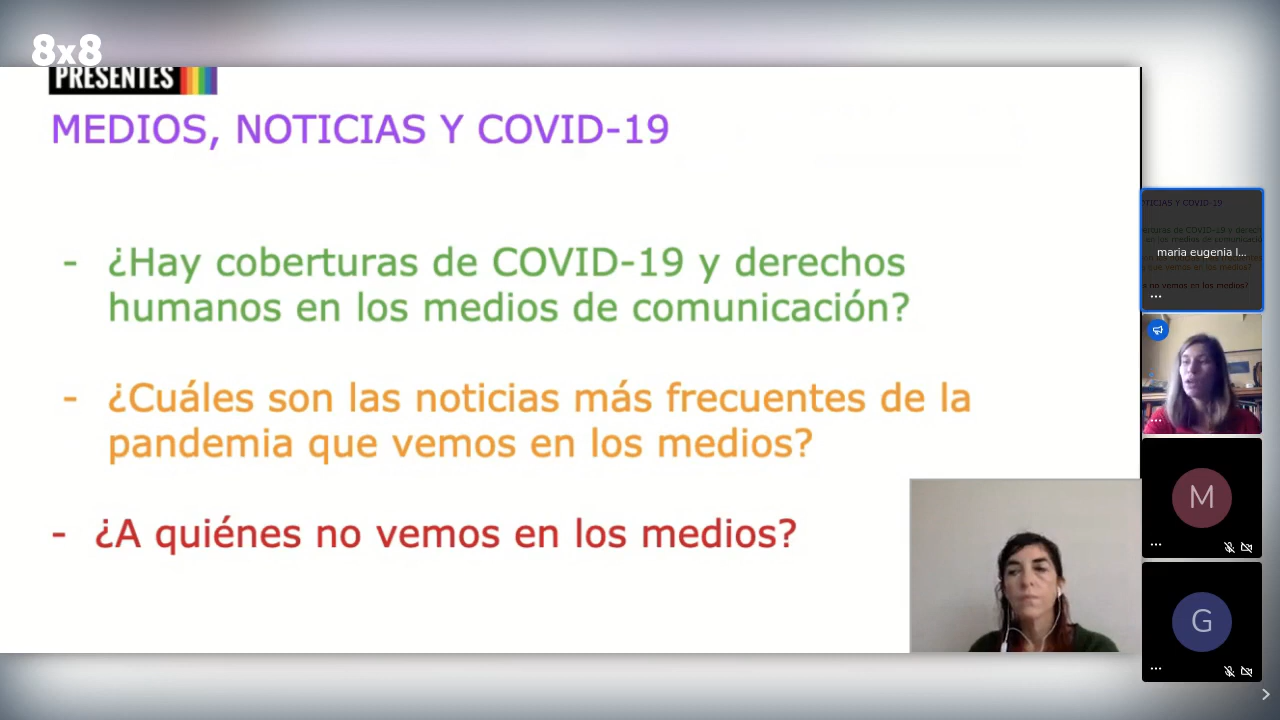 8x8
PRESENTES
MEDIOS, NOTICIAS Y COVID-19
- ¿Hay coberturas de COVID-19 y derechos
humanos en los medios de comunicación?
- ¿Cuáles son las noticias más frecuentes de la
pandemia que vemos en los medios?
- ¿A quiénes no vemos en los medios?
maria eugenia l...
M
G